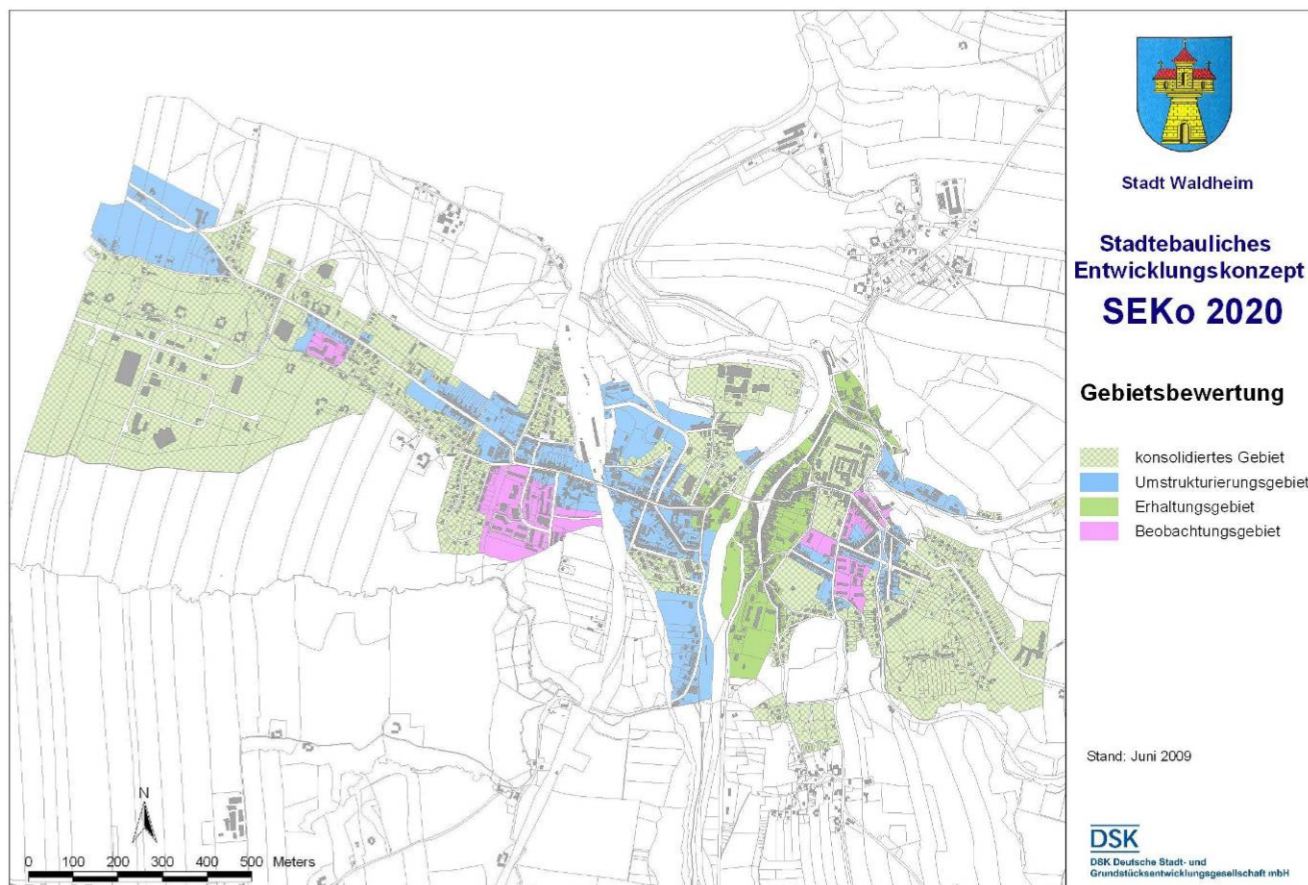 Stadt Waldheim
Stadtebauliches
Entwicklungskonzept
SEKo 2020
Gebietsbewertung
konsolidiertes Gebiet
Umstrukturierungsgebiet
Erhaltungsgebiet
Beobachtungsgebiet
Stand: Juni 2009
N
0 100 200 300 400 500 Meters
DSK
DSK Deutsche Stadt- und
Grundstücksentwicklungsgesellschaft mbH